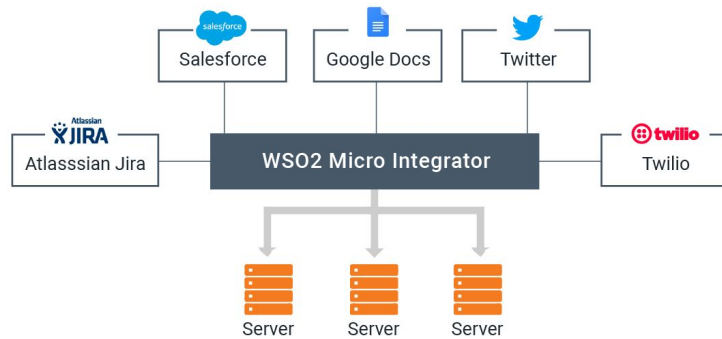 salesforce
Salesforce
Google Docs
Twitter
Atlassian
JIRA
Atlasssian Jira
WSO2 Micro Integrator
twilio
Twilio
Server
Server
Server